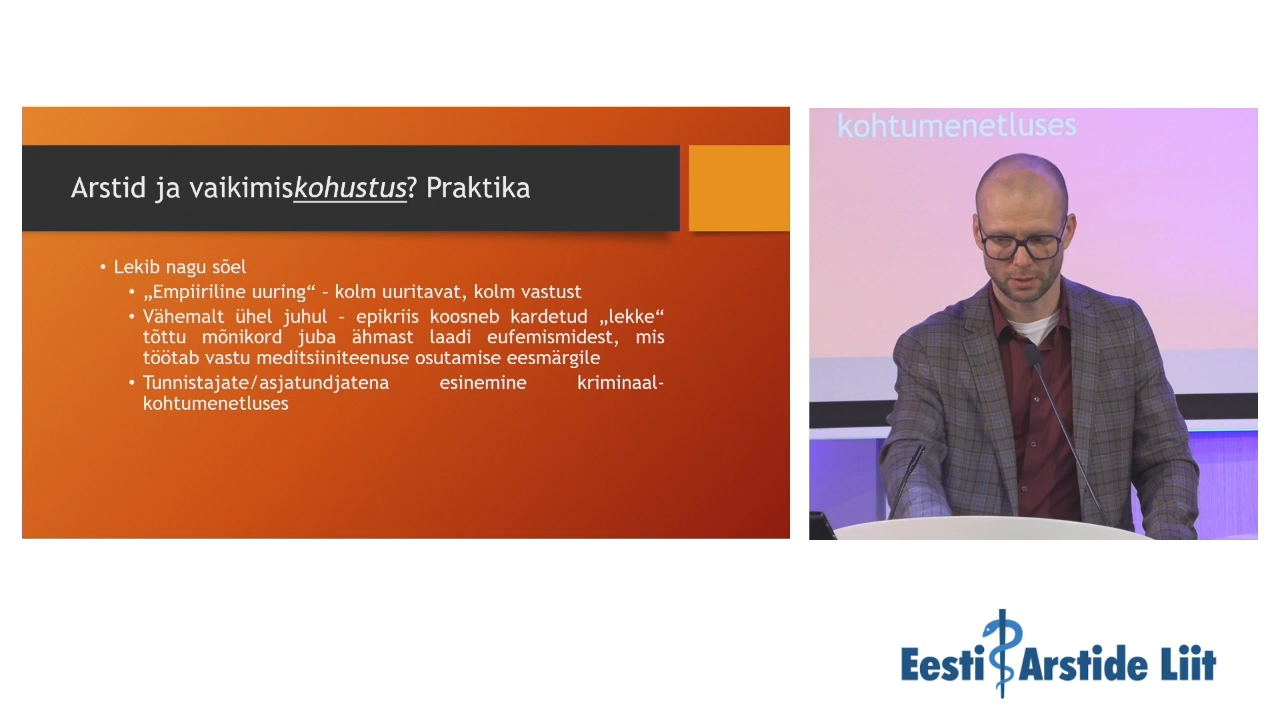 Arstid ja vaikimiskohustus? Praktika
• Lekib nagu sõel
• „Empiiriline uuring“ – kolm uuritavat, kolm vastust
• Vähemalt ühel juhul – epikriis koosneb kardetud „lekke“
tõttu mõnikord juba ähmast laadi eufemismidest, mis
töötab vastu meditsiiniteenuse osutamise eesmärgile
• Tunnistajate/asjatundjatena esinemine kriminaal-
kohtumenetluses
kohtumenetluses
Eesti Arstide Liit